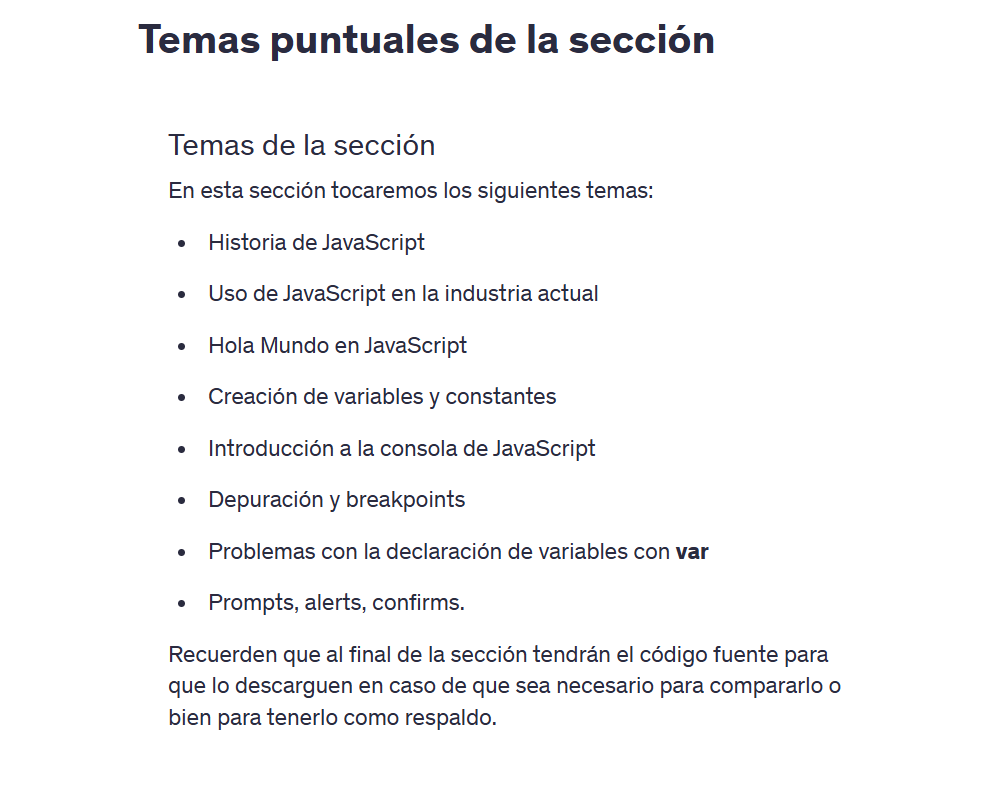 Temas puntuales de la sección
Temas de la sección
En esta sección tocaremos los siguientes temas:
• Historia de JavaScript
• Uso de JavaScript en la industria actual
• Hola Mundo en JavaScript
• Creación de variables y constantes
• Introducción a la consola de JavaScript
• Depuración y breakpoints
• Problemas con la declaración de variables con var
• Prompts, alerts, confirms.
Recuerden que al final de la sección tendrán el código fuente para
que lo descarguen en caso de que sea necesario para compararlo o
bien para tenerlo como respaldo.